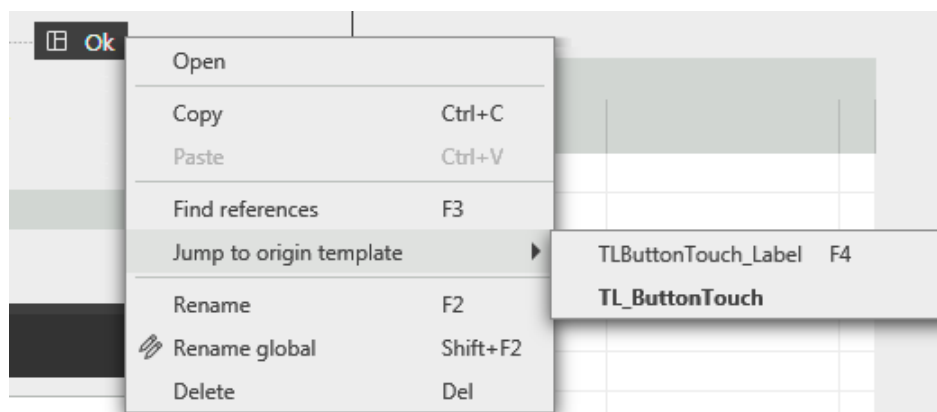 Ok
Open
Copy Ctrl+C
Paste Ctrl+V
Find references F3
Jump to origin template
TLButtonTouch_Label F4
TL_ButtonTouch
Rename F2
Rename global Shift+F2
Delete Del